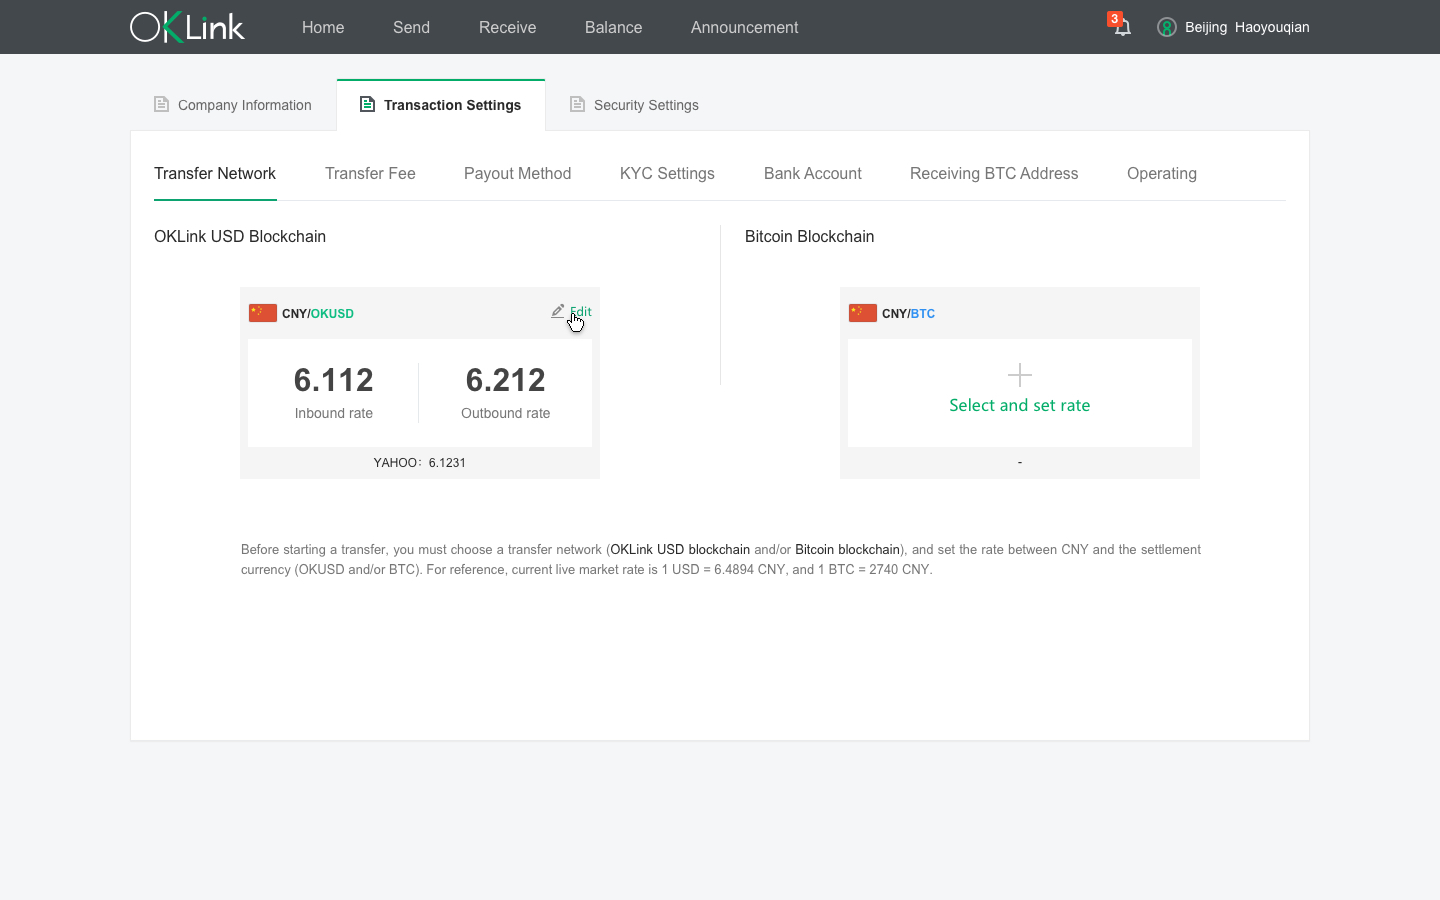 OKLink Home Send Receive Balance Announcement 3 Beijing Haoyouqian
Company Information Transaction Settings Security Settings
Transfer Network Transfer Fee Payout Method KYC Settings Bank Account Receiving BTC Address Operating
OKLink USD Blockchain
Bitcoin Blockchain
CNY/OKUSD Edit
CNY/BTC
6.112 6.212
Inbound rate Outbound rate
Select and set rate
YAHOO：6.1231
-
Before starting a transfer, you must choose a transfer network (OKLink USD blockchain and/or Bitcoin blockchain), and set the rate between CNY and the settlement
currency (OKUSD and/or BTC). For reference, current live market rate is 1 USD = 6.4894 CNY, and 1 BTC = 2740 CNY.